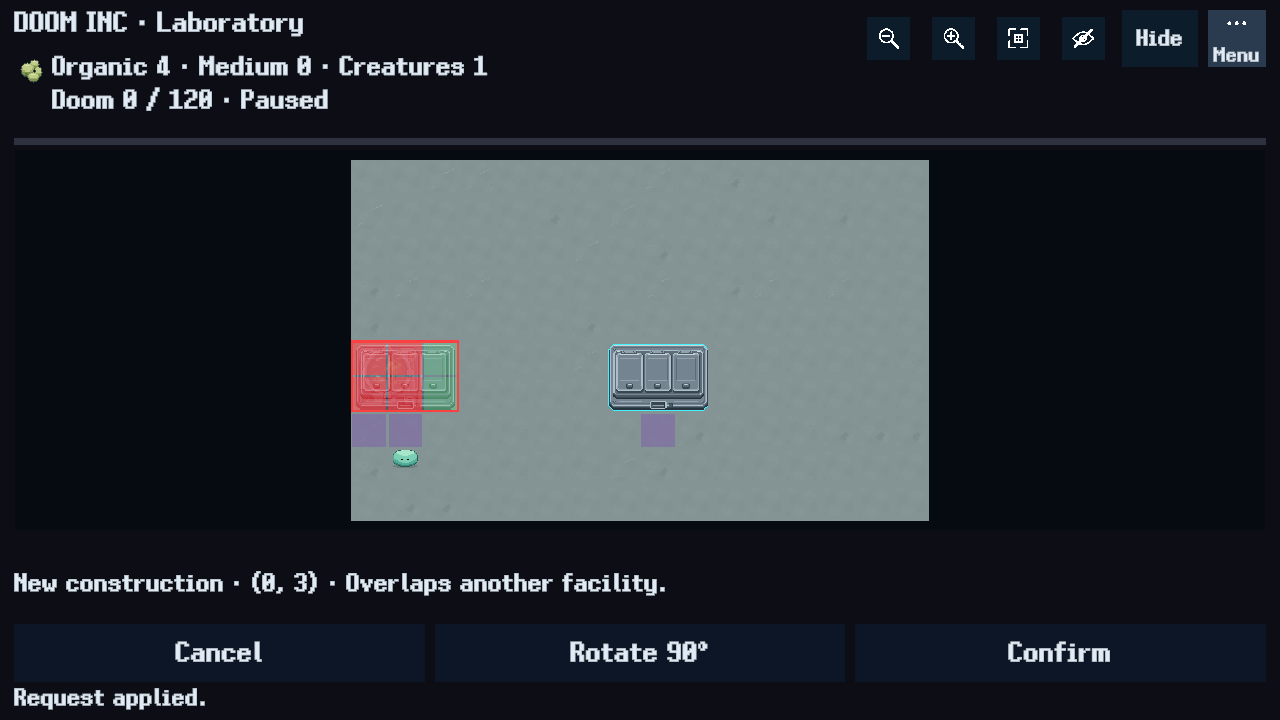 DOOM INC · Laboratory
Organic 4 · Medium 0 · Creatures 1
Doom 0 / 120 · Paused
Hide
Menu
New construction · (0, 3) · Overlaps another facility.
Cancel
Rotate 90°
Confirm
Request applied.